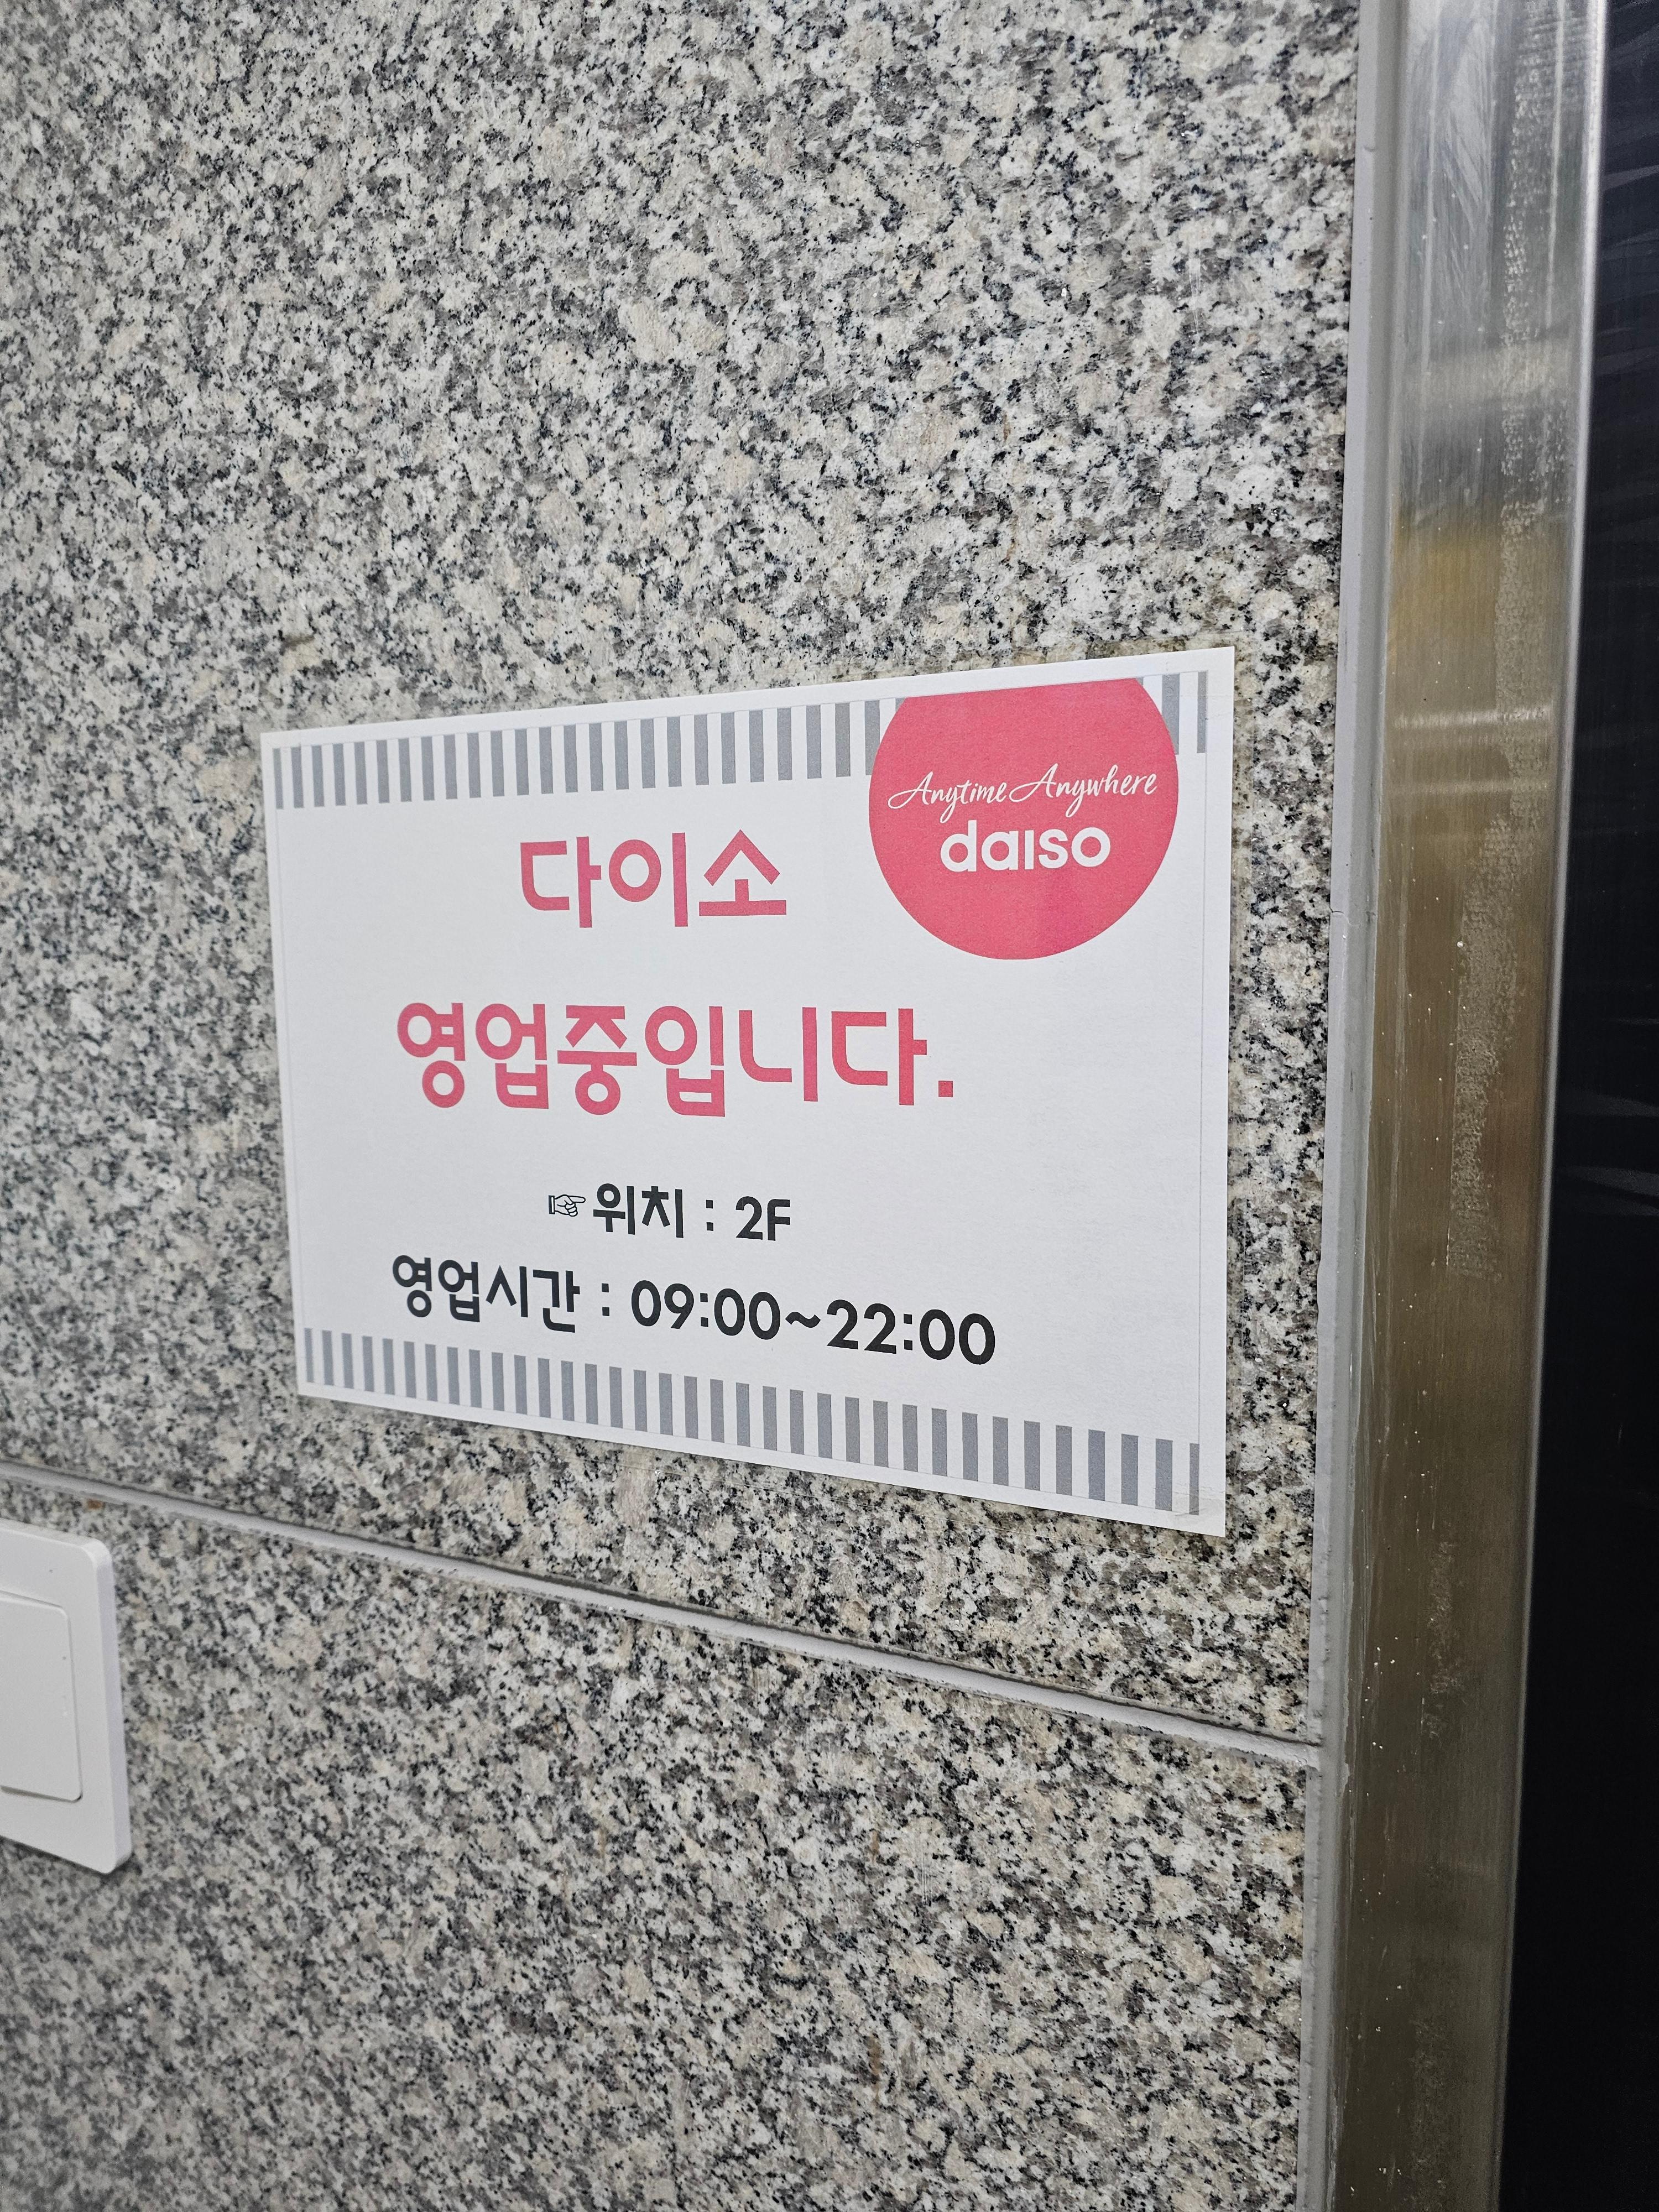 Anytime Anywhere
daiso
다이소
영업중입니다.
☞위치 : 2F
영업시간 : 09:00~22:00